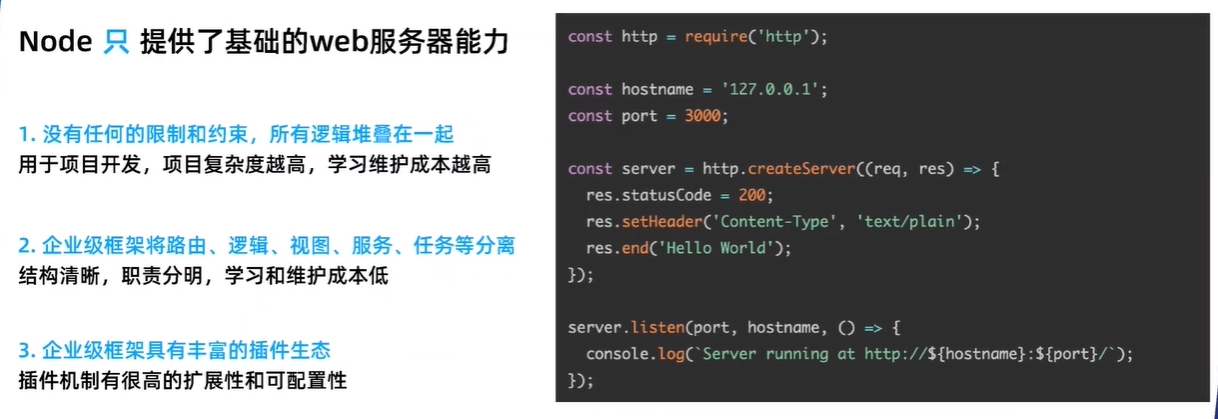 Node 只 提供了基础的web服务器能力
1. 没有任何的限制和约束，所有逻辑堆叠在一起
用于项目开发，项目复杂度越高，学习维护成本越高
2. 企业级框架将路由、逻辑、视图、服务、任务等分离
结构清晰，职责分明，学习和维护成本低
3. 企业级框架具有丰富的插件生态
插件机制有很高的扩展性和可配置性
const http = require('http');
const hostname = '127.0.0.1';
const port = 3000;
const server = http.createServer((req, res) => {
  res.statusCode = 200;
  res.setHeader('Content-Type', 'text/plain');
  res.end('Hello World');
});
server.listen(port, hostname, () => {
  console.log(`Server running at http://${hostname}:${port}/`);
});